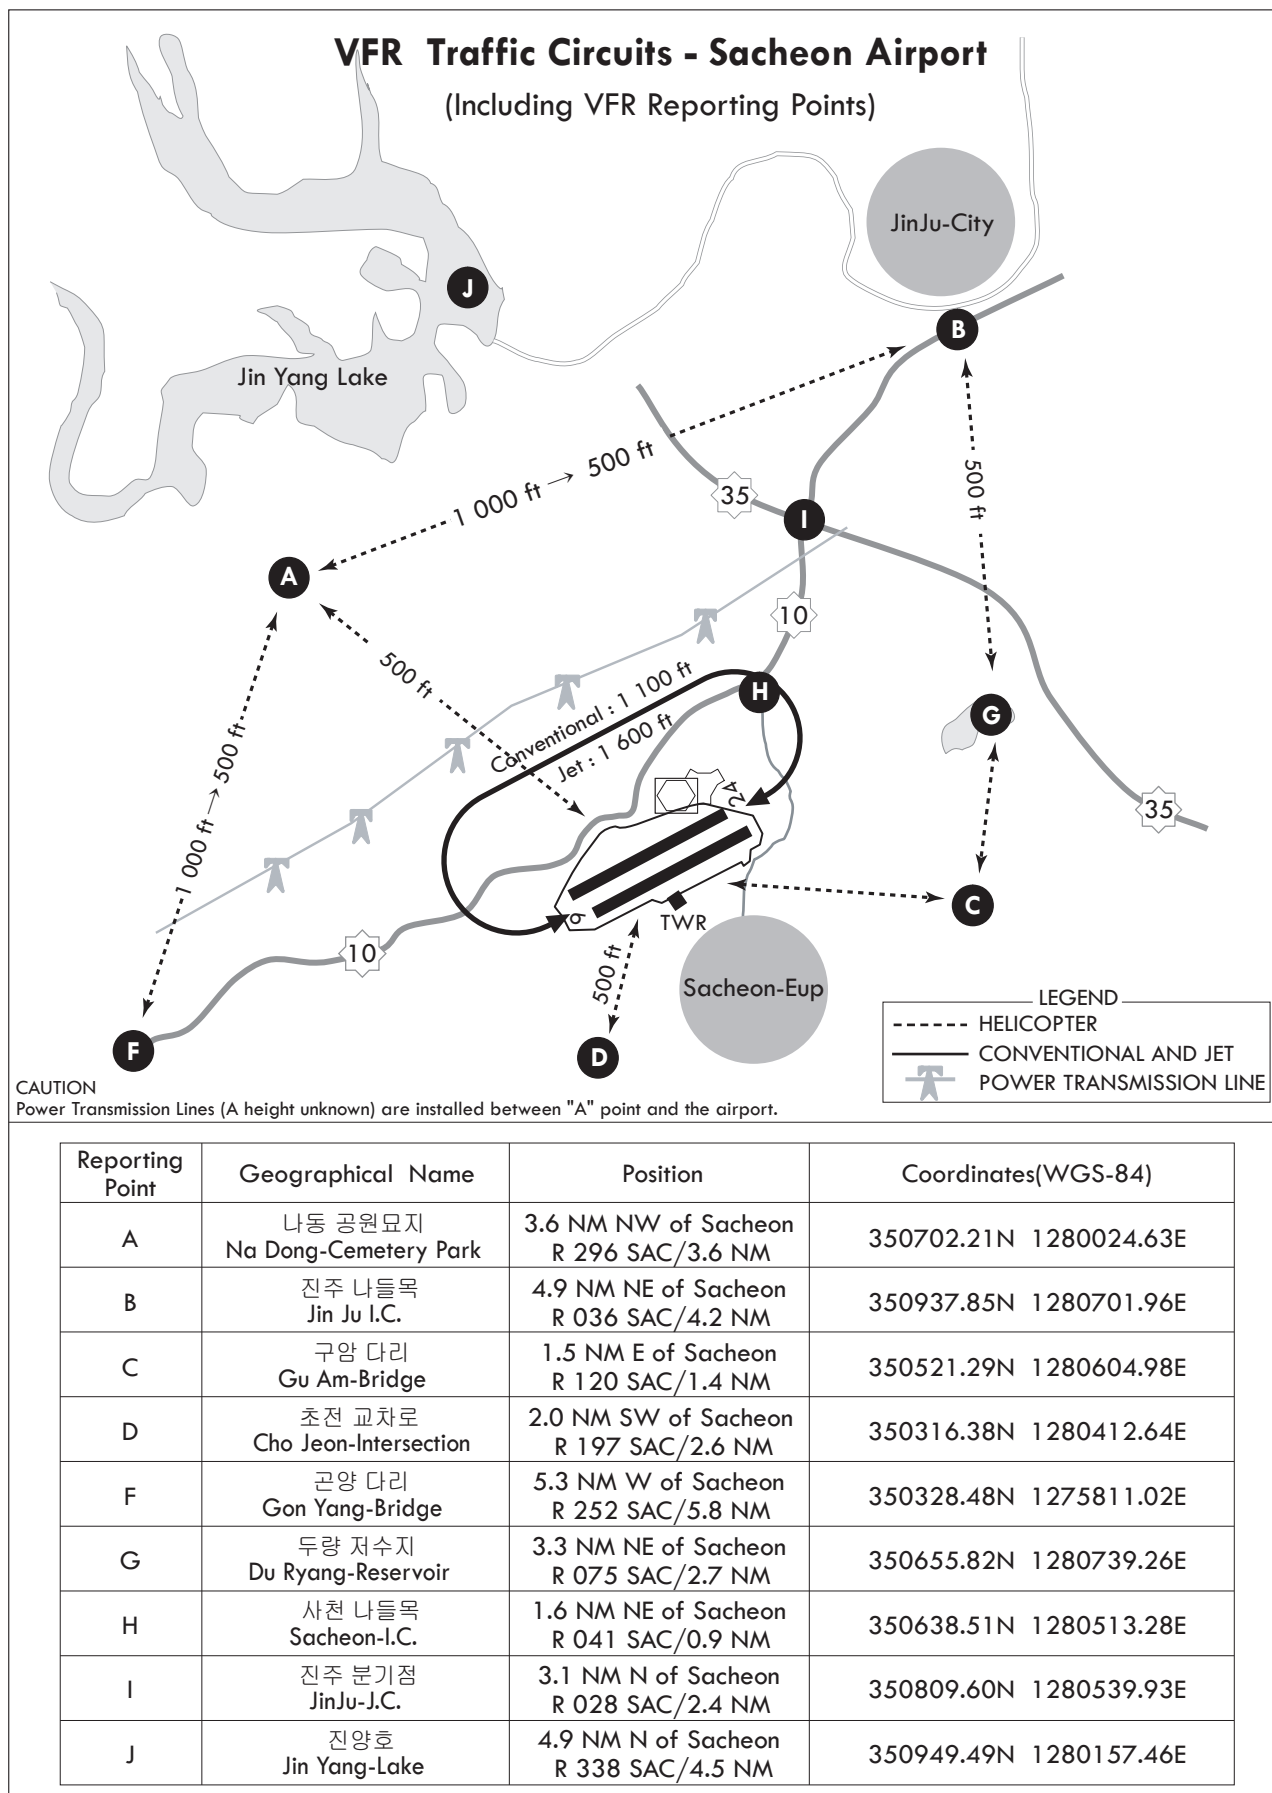 VFR Traffic Circuits - Sacheon Airport
(Including VFR Reporting Points)
JinJu-City
J
B
Jin Yang Lake
1 000 ft → 500 ft
500 ft
35
I
A
10
500 ft
H
Conventional : 1 100 ft
Jet : 1 600 ft
G
1 000 ft → 500 ft
24
35
C
6
TWR
10
500 ft
Sacheon-Eup
F
D
LEGEND
HELICOPTER
CONVENTIONAL AND JET
POWER TRANSMISSION LINE
CAUTION
Power Transmission Lines (A height unknown) are installed between "A" point and the airport.
Reporting Point
Geographical Name
Position
Coordinates(WGS-84)
A
나동 공원묘지
Na Dong-Cemetery Park
3.6 NM NW of Sacheon
R 296 SAC/3.6 NM
350702.21N 1280024.63E
B
진주 나들목
Jin Ju I.C.
4.9 NM NE of Sacheon
R 036 SAC/4.2 NM
350937.85N 1280701.96E
C
구암 다리
Gu Am-Bridge
1.5 NM E of Sacheon
R 120 SAC/1.4 NM
350521.29N 1280604.98E
D
초전 교차로
Cho Jeon-Intersection
2.0 NM SW of Sacheon
R 197 SAC/2.6 NM
350316.38N 1280412.64E
F
곤양 다리
Gon Yang-Bridge
5.3 NM W of Sacheon
R 252 SAC/5.8 NM
350328.48N 1275811.02E
G
두량 저수지
Du Ryang-Reservoir
3.3 NM NE of Sacheon
R 075 SAC/2.7 NM
350655.82N 1280739.26E
H
사천 나들목
Sacheon-I.C.
1.6 NM NE of Sacheon
R 041 SAC/0.9 NM
350638.51N 1280513.28E
I
진주 분기점
JinJu-J.C.
3.1 NM N of Sacheon
R 028 SAC/2.4 NM
350809.60N 1280539.93E
J
진양호
Jin Yang-Lake
4.9 NM N of Sacheon
R 338 SAC/4.5 NM
350949.49N 1280157.46E